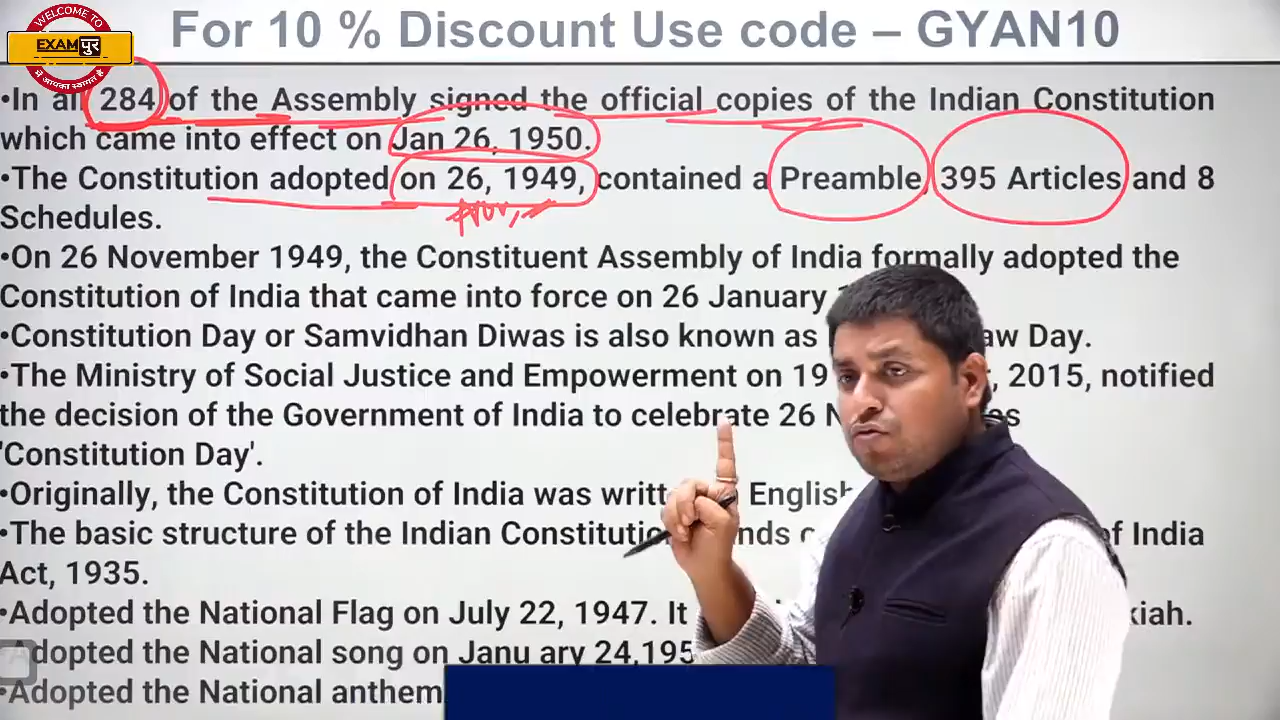 WELCOME TO
EXAMपुर
में आपका स्वागत है
For 10 % Discount Use code – GYAN10
•In all 284 of the Assembly signed the official copies of the Indian Constitution
which came into effect on Jan 26, 1950.
•The Constitution adopted on 26, 1949, contained a Preamble, 395 Articles and 8
Schedules.
•On 26 November 1949, the Constituent Assembly of India formally adopted the
Constitution of India that came into force on 26 January
•Constitution Day or Samvidhan Diwas is also known as Law Day.
•The Ministry of Social Justice and Empowerment on 19 , 2015, notified
the decision of the Government of India to celebrate 26
'Constitution Day'.
•Originally, the Constitution of India was English
•The basic structure of the Indian Constitution of India
Act, 1935.
•Adopted the National Flag on July 22, 1947. It
•Adopted the National song on Janu ary 24,195
•Adopted the National anthem